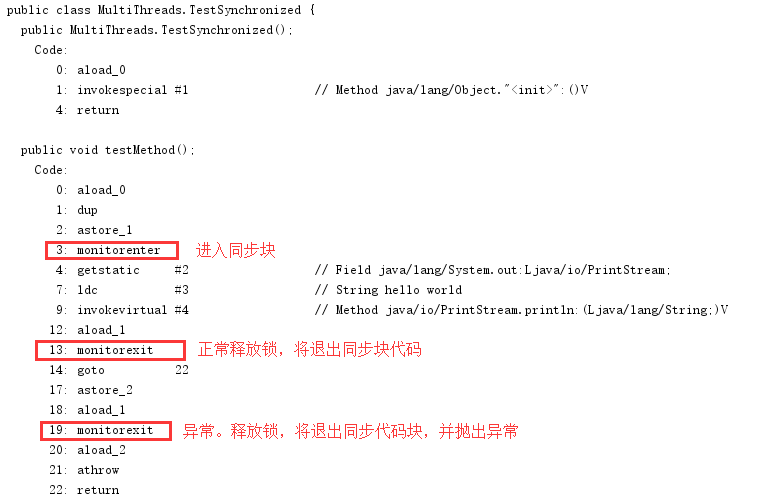 public class MultiThreads.TestSynchronized {
public MultiThreads.TestSynchronized();
Code:
0: aload_0
1: invokespecial #1 // Method java/lang/Object."<init>":()V
4: return
public void testMethod();
Code:
0: aload_0
1: dup
2: astore_1
3: monitorenter 进入同步块
4: getstatic #2 // Field java/lang/System.out:Ljava/io/PrintStream;
7: ldc #3 // String hello world
9: invokevirtual #4 // Method java/io/PrintStream.println:(Ljava/lang/String;)V
12: aload_1
13: monitorexit 正常释放锁，将退出同步块代码
14: goto 22
17: astore_2
18: aload_1
19: monitorexit 异常。释放锁，将退出同步代码块，并抛出异常
20: aload_2
21: athrow
22: return